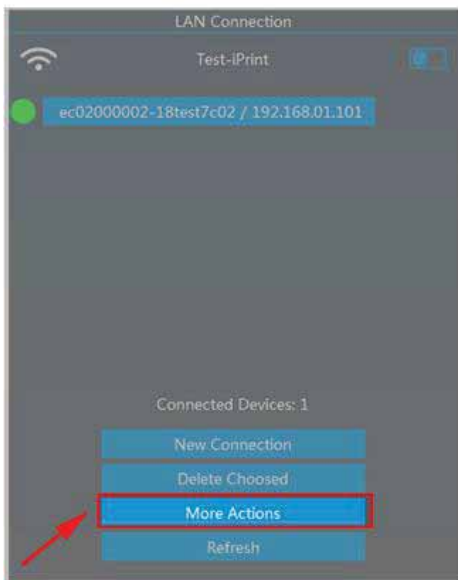 LAN Connection
Test-iPrint
ec02000002-18test7c02 / 192.168.01.101
Connected Devices: 1
New Connection
Delete Choosed
More Actions
Refresh